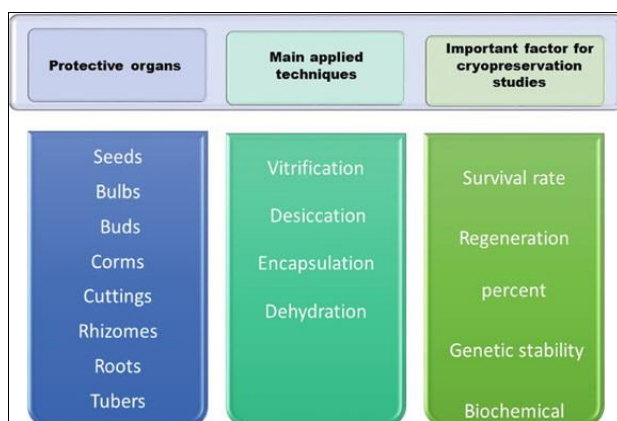 Protective organs
Main applied
techniques
Important factor for
cryopreservation
studies
Seeds
Bulbs
Buds
Corms
Cuttings
Rhizomes
Roots
Tubers
Vitrification
Desiccation
Encapsulation
Dehydration
Survival rate
Regeneration
percent
Genetic stability
Biochemical